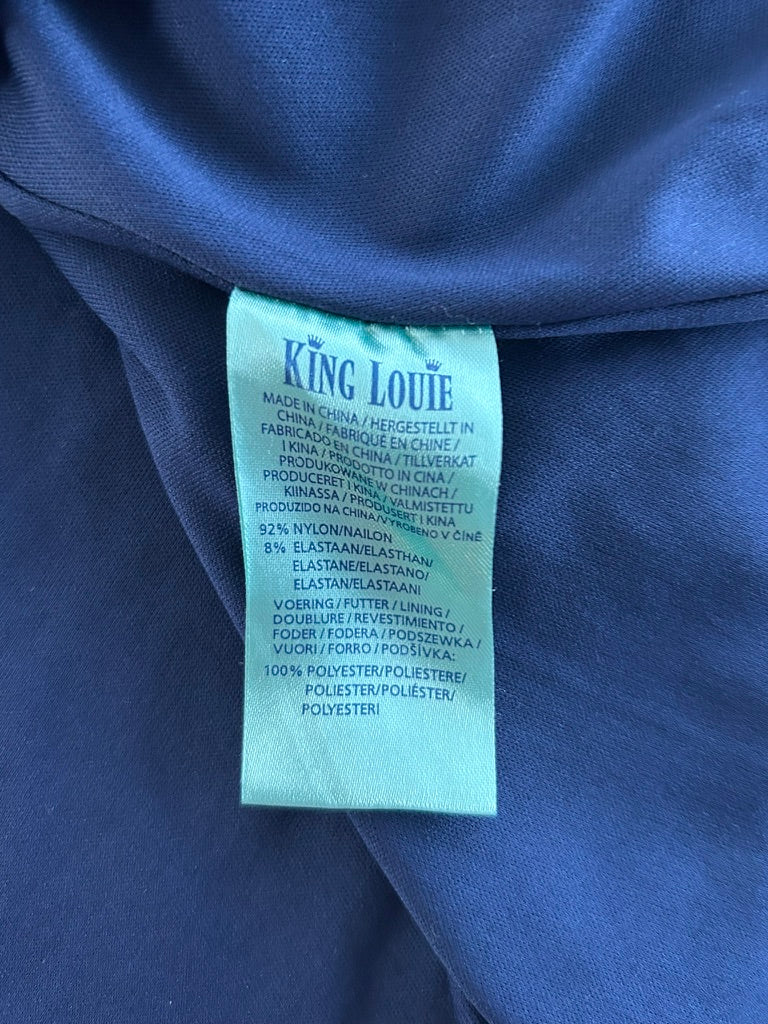 KING LOUIE
MADE IN CHINA / HERGESTELLT IN
CHINA / FABRIQUÉ EN CHINE /
FABRICADO EN CHINA / TILLVERKAT
I KINA / PRODOTTO IN CINA /
PRODUKOWANE W CHINACH /
PRODUCERET I KINA / VALMISTETTU
KIINASSA / PRODUSERT I KINA
PRODUZIDO NA CHINA/VYROBENO V ČÍNĚ
92% NYLON/NAILON
8% ELASTAAN/ELASTHAN/
ELASTANE/ELASTANO/
ELASTAN/ELASTAANI
VOERING / FUTTER / LINING /
DOUBLURE / REVESTIMIENTO /
FODER / FODERA / PODSZEWKA /
VUORI / FORRO / PODŠÍVKA:
100% POLYESTER/POLIESTERE/
POLIESTER/POLIÉSTER/
POLYESTERI